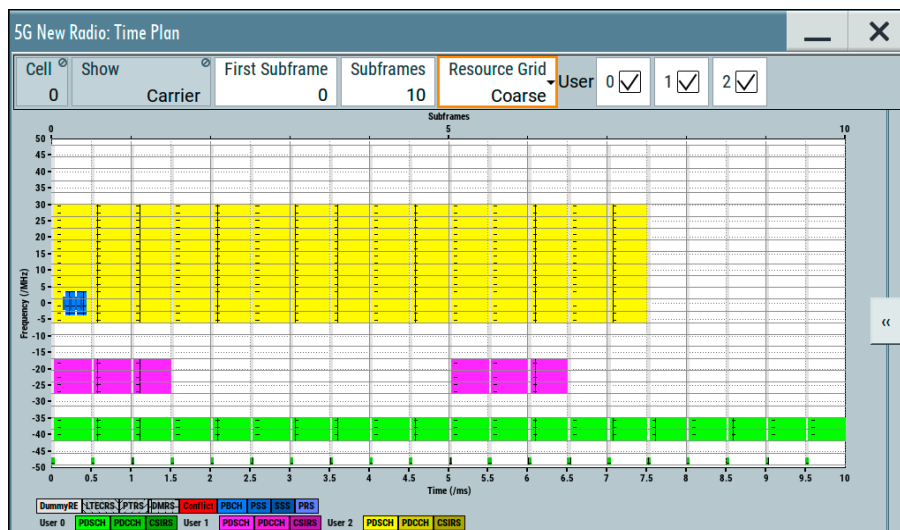 5G New Radio: Time Plan
Cell Show First Subframe Subframes Resource Grid User 0 1 2
0 Carrier 0 10 Coarse
Subframes
0 5 10
50
45
40
35
30
25
20
15
10
5
0
-5
-10
-15
-20
-25
-30
-35
-40
-45
-50
Frequency (/MHz)
0 0.5 1 1.5 2 2.5 3 3.5 4 4.5 5 5.5 6 6.5 7 7.5 8 8.5 9 9.5 10
Time (/ms)
DummyRE LTECRS PTRS DMRS Conflict PBCH PSS SSS PRS
User 0 PDSCH PDCCH CSIRS User 1 PDSCH PDCCH CSIRS User 2 PDSCH PDCCH CSIRS